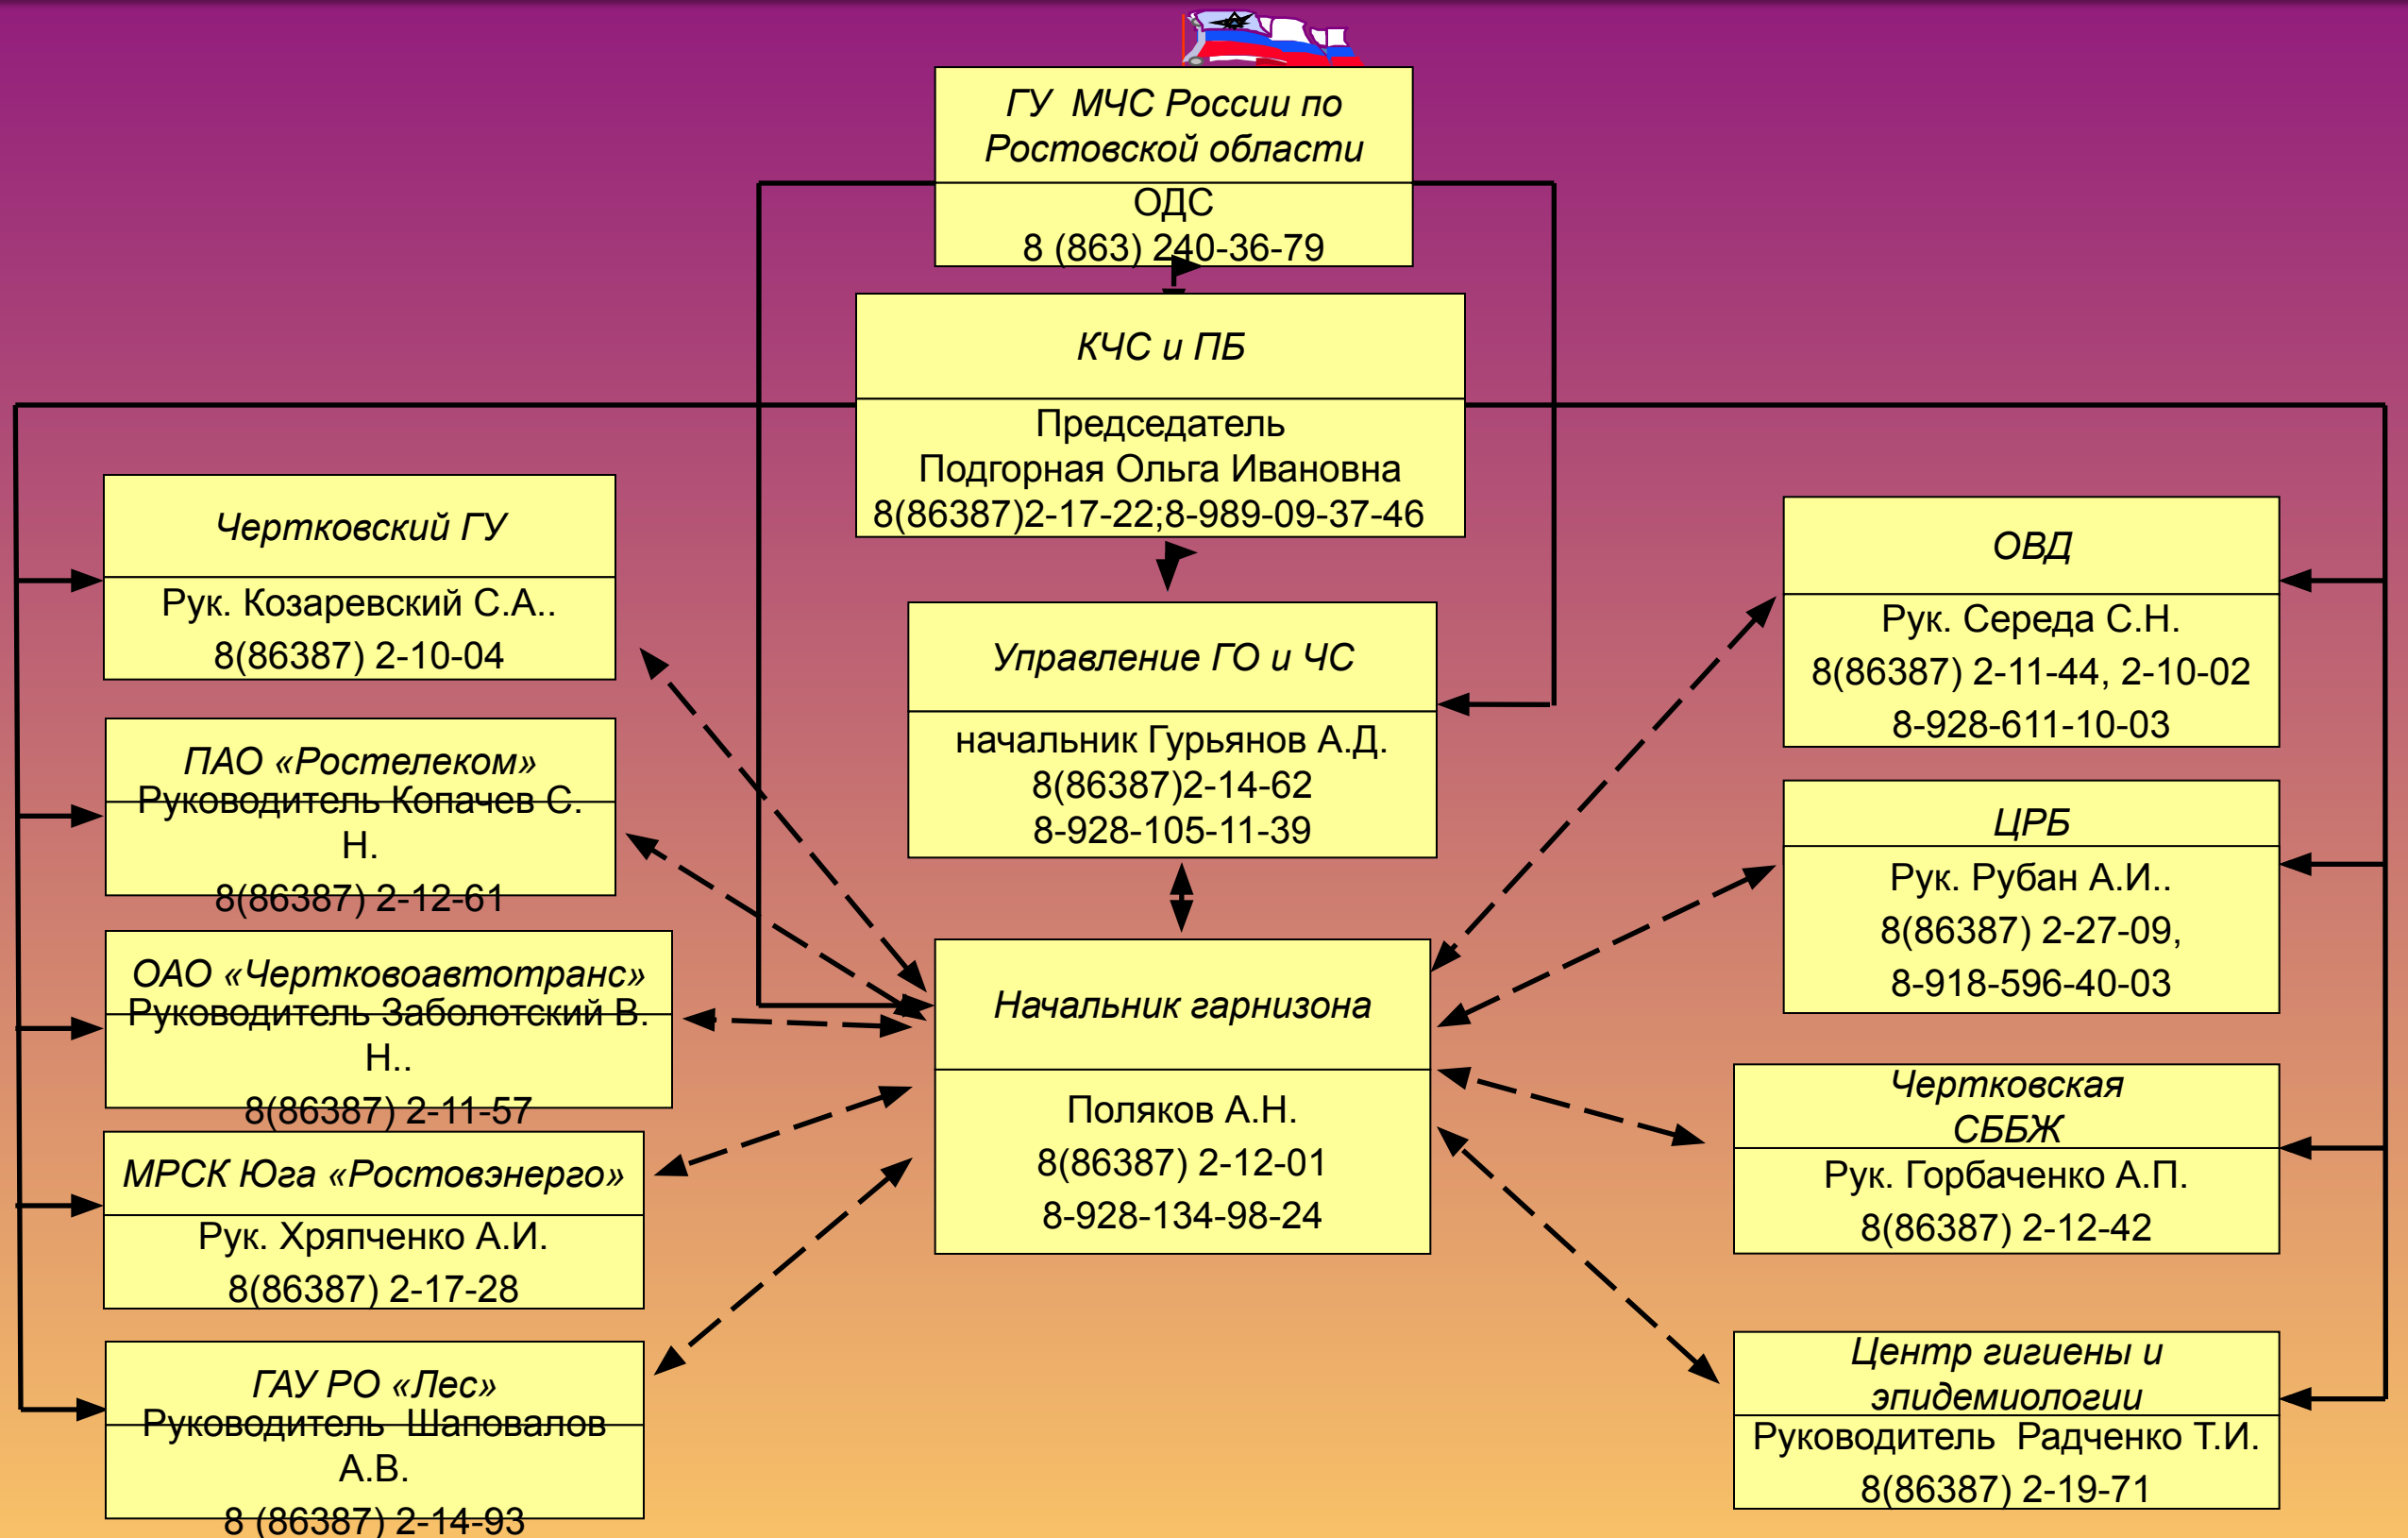 ГУ МЧС России по
Ростовской области
ОДС
8 (863) 240-36-79
КЧС и ПБ
Председатель
Подгорная Ольга Ивановна
8(86387)2-17-22;8-989-09-37-46
Управление ГО и ЧС
начальник Гурьянов А.Д.
8(86387)2-14-62
8-928-105-11-39
Начальник гарнизона
Поляков А.Н.
8(86387) 2-12-01
8-928-134-98-24
Чертковский ГУ
Рук. Козаревский С.А..
8(86387) 2-10-04
ПАО «Ростелеком»
Руководитель Копачев С.
Н.
8(86387) 2-12-61
ОАО «Чертковоавтотранс»
Руководитель Заболотский В.
Н..
8(86387) 2-11-57
МРСК Юга «Ростовэнерго»
Рук. Хряпченко А.И.
8(86387) 2-17-28
ГАУ РО «Лес»
Руководитель Шаповалов
А.В.
8 (86387) 2-14-93
ОВД
Рук. Середа С.Н.
8(86387) 2-11-44, 2-10-02
8-928-611-10-03
ЦРБ
Рук. Рубан А.И..
8(86387) 2-27-09,
8-918-596-40-03
Чертковская
СББЖ
Рук. Горбаченко А.П.
8(86387) 2-12-42
Центр гигиены и
эпидемиологии
Руководитель Радченко Т.И.
8(86387) 2-19-71